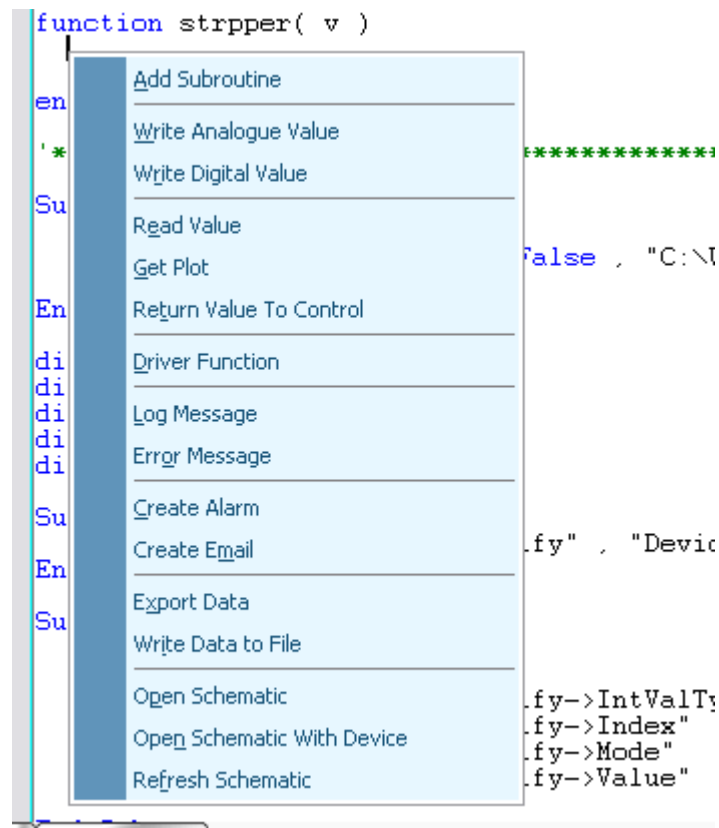 function strpper( v )
Add Subroutine
en
Write Analogue Value
'* *************
Write Digital Value
Su
Read Value
False , "C:\U
Get Plot
En
Return Value To Control
di
Driver Function
di
di
Log Message
di
Error Message
di
Su
Create Alarm
.fy" , "Devic
Create Email
En
Export Data
Su
Write Data to File
Open Schematic
.fy->IntValTy
.fy->Index"
Open Schematic With Device
.fy->Mode"
Refresh Schematic
.fy->Value"